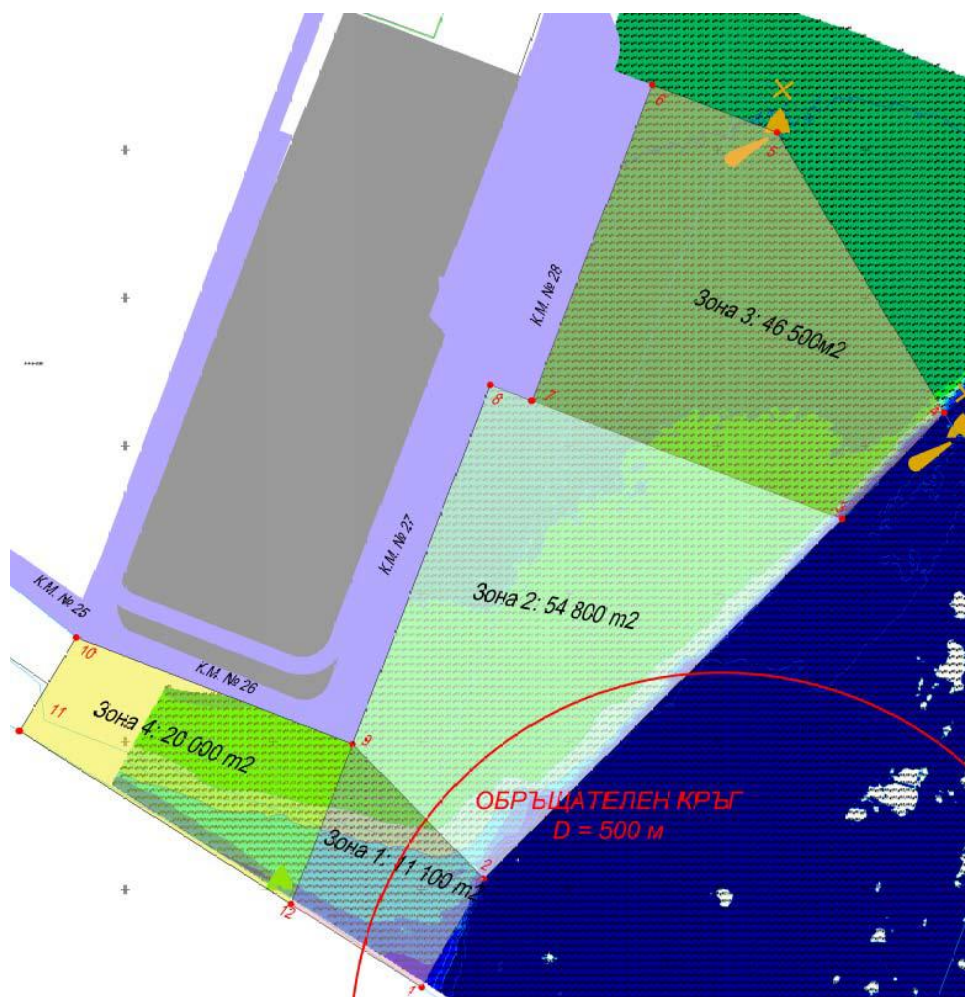 6
5
К.М. № 28
Зона 3: 46 500м2
8
7
4
3
К.М. № 27
К.М. № 25
Зона 2: 54 800 m2
10
К.М. № 26
11
Зона 4: 20 000 m2
9
ОБРЪЩАТЕЛЕН КРЪГ
D = 500 м
Зона 1: 11 100 m2
2
12
1